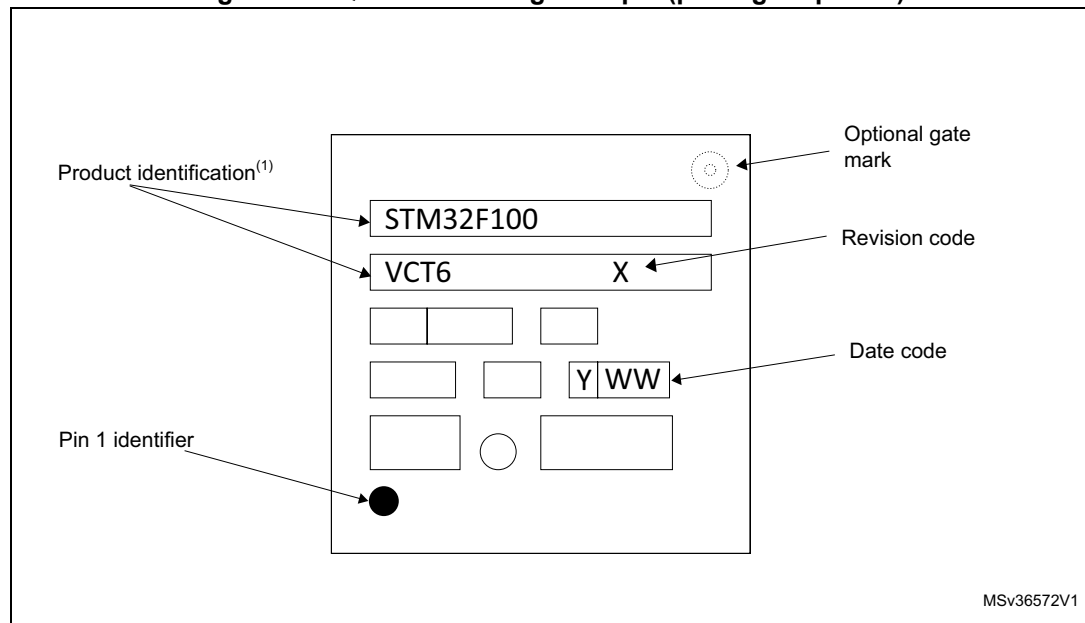 Optional gate
mark
Product identification(1)
STM32F100
Revision code
VCT6 X
Date code
Y WW
Pin 1 identifier
MSv36572V1